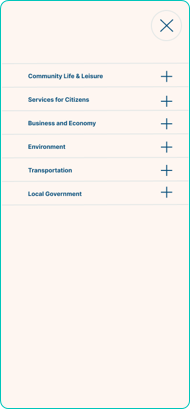 Community Life & Leisure
Services for Citizens
Business and Economy
Environment
Transportation
Local Government